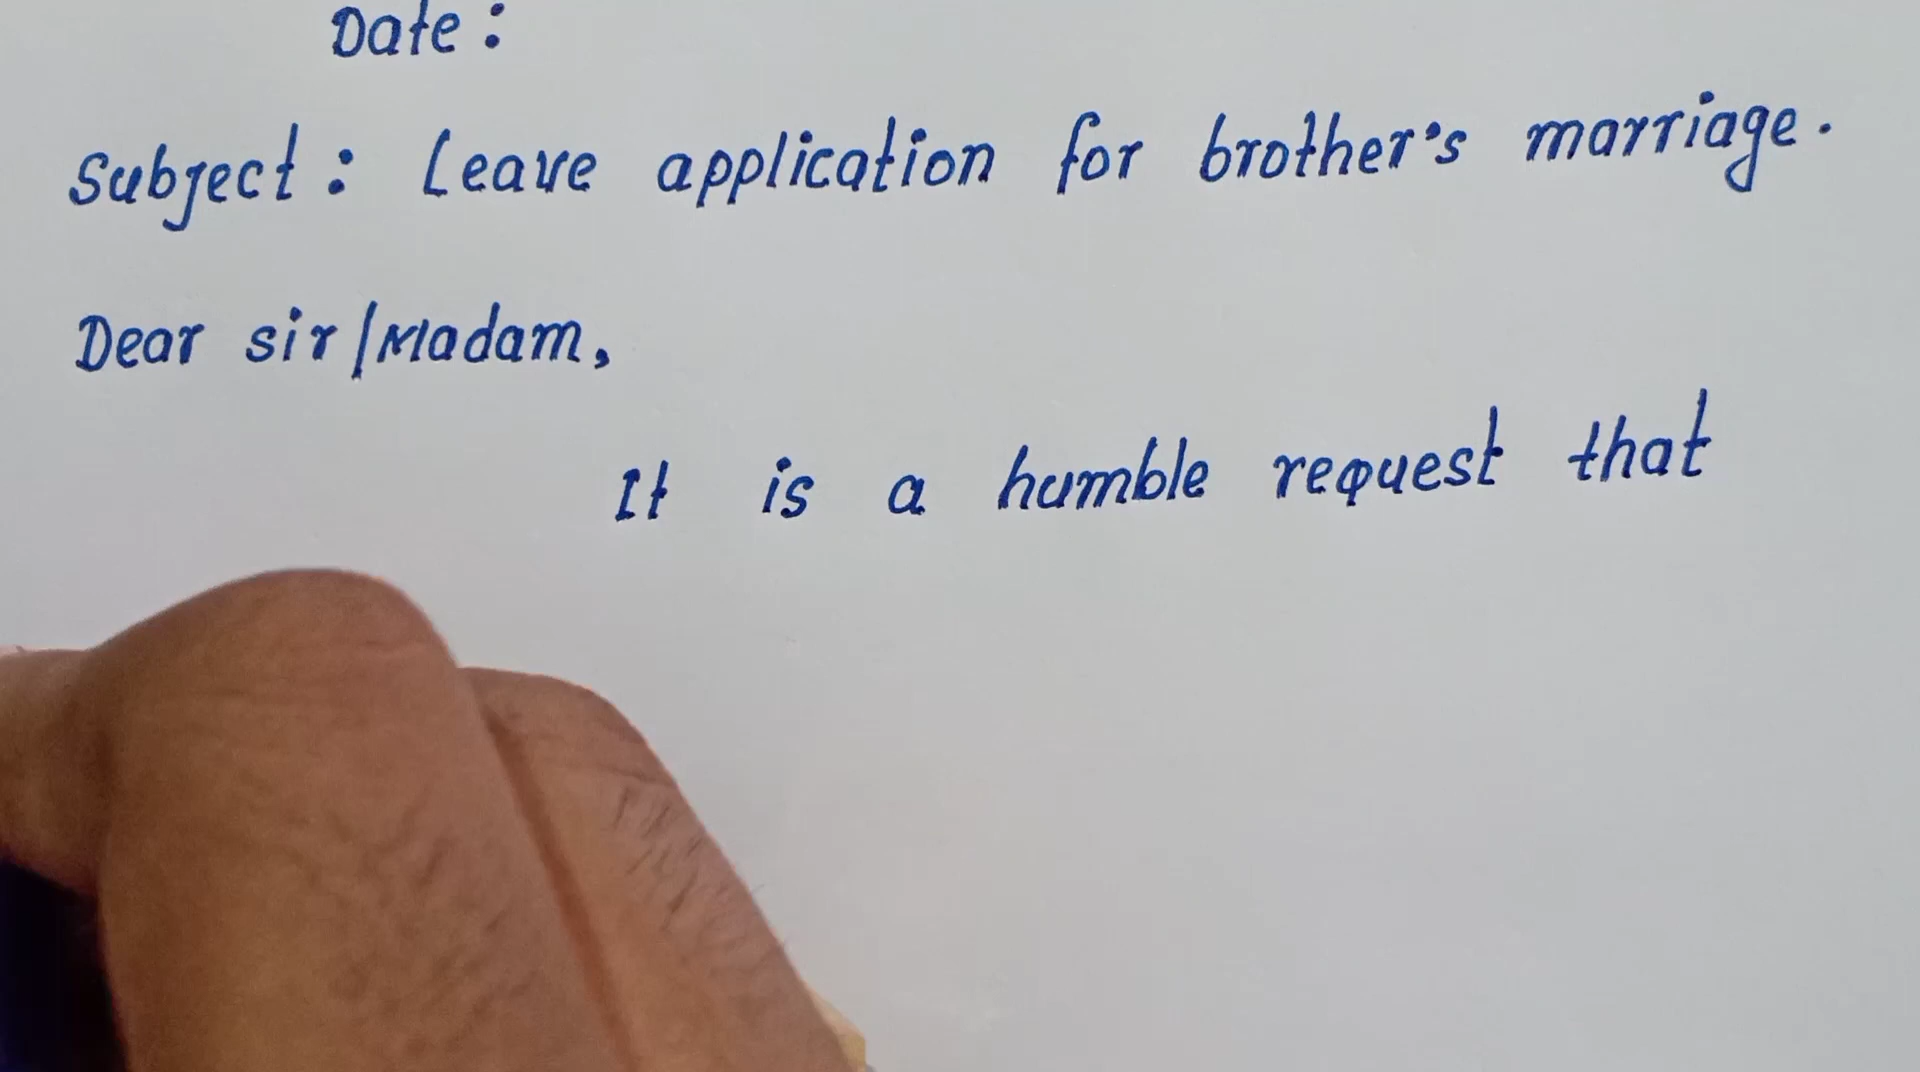 Date :
Subject : Leave application for brother's marriage.
Dear sir/Madam,
It is a humble request that